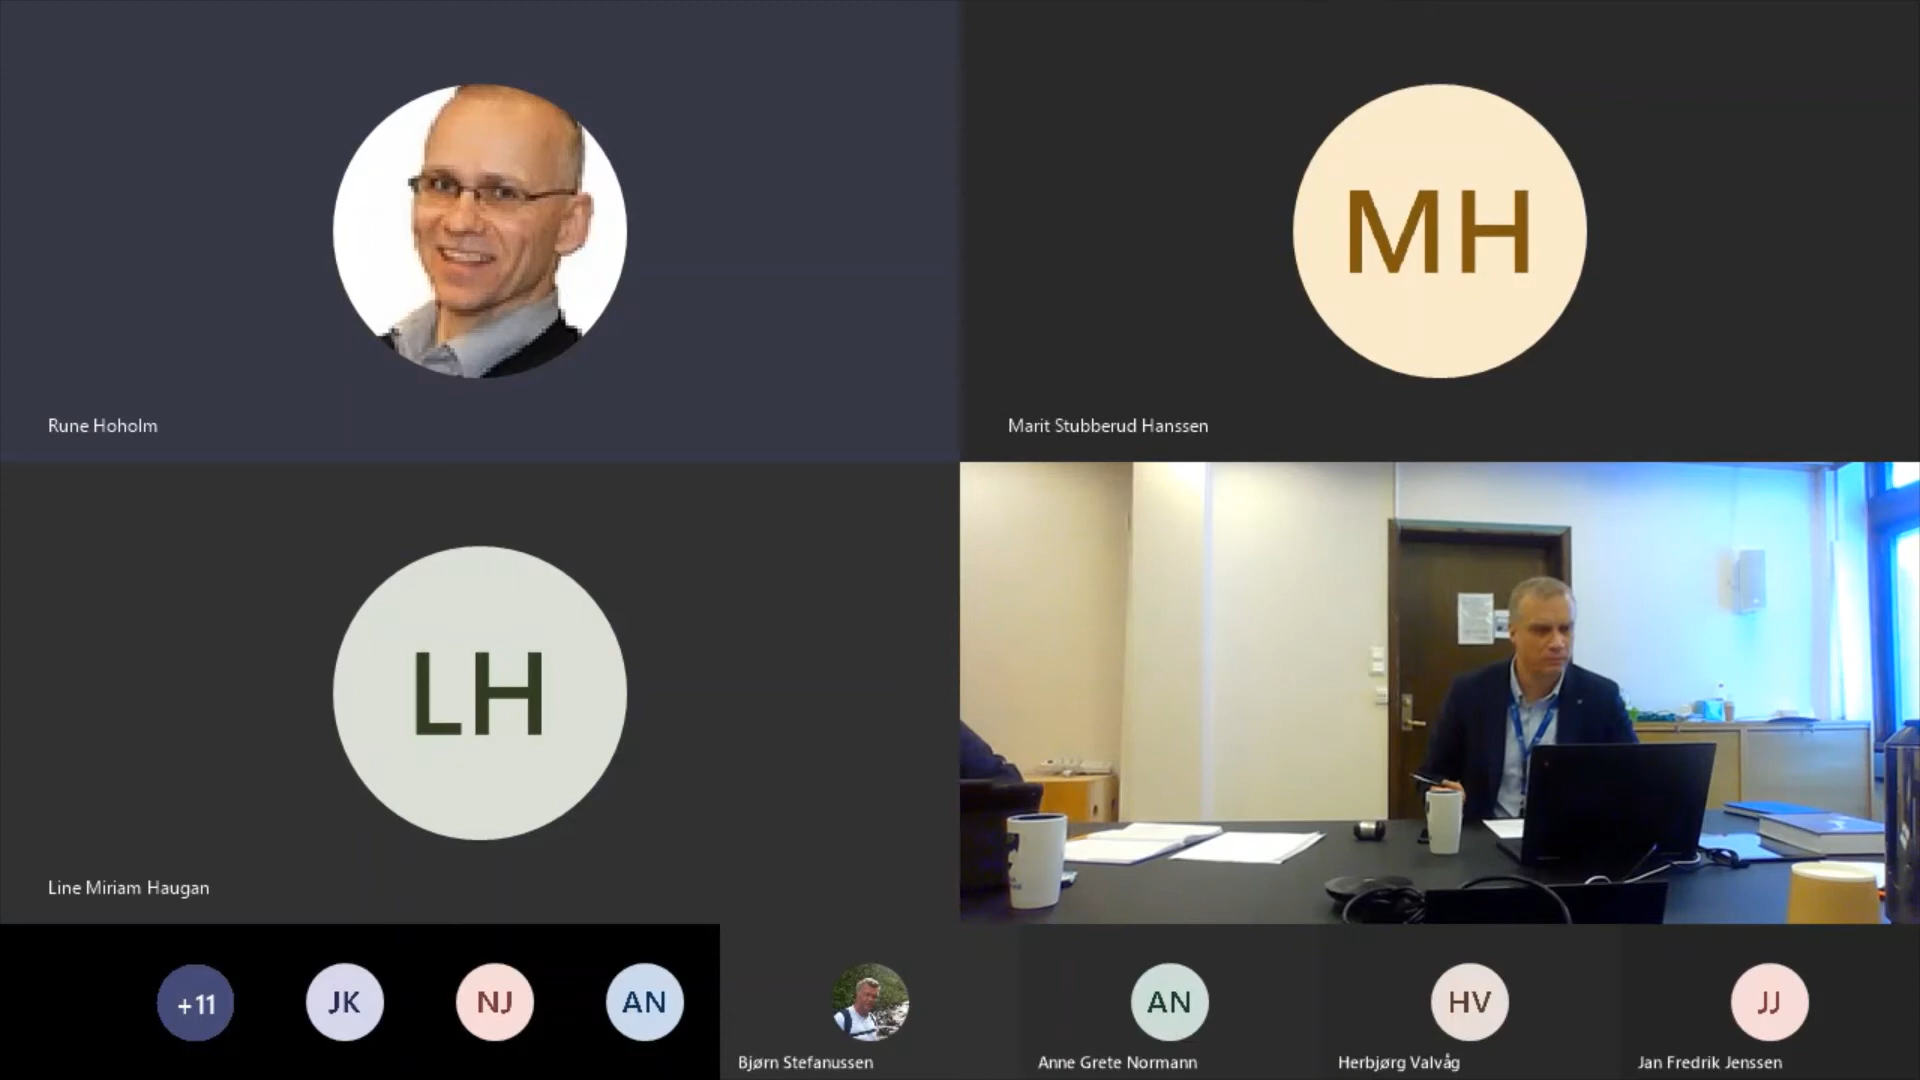 MH
Rune Hoholm
Marit Stubberud Hanssen
LH
Line Miriam Haugan
+11
JK
NJ
AN
AN
HV
JJ
Bjørn Stefanussen
Anne Grete Normann
Herbjørg Valvåg
Jan Fredrik Jenssen